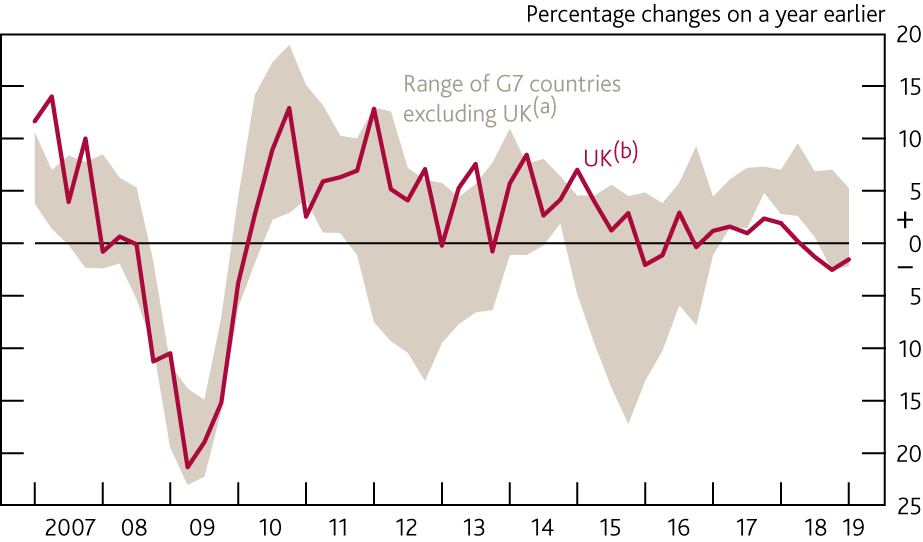 Percentage changes on a year earlier
Range of G7 countries
excluding UK(a)
UK(b)
20
15
10
5
+
0
–
5
10
15
20
25
2007 08 09 10 11 12 13 14 15 16 17 18 19